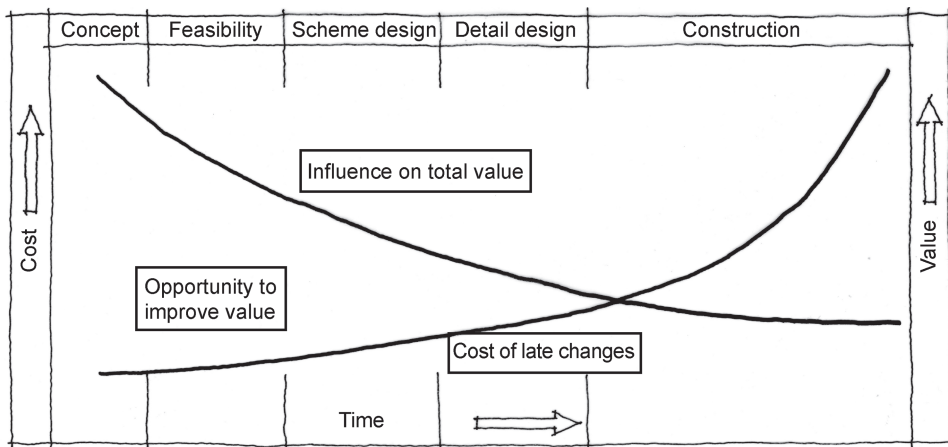 Concept Feasibility Scheme design Detail design Construction
Influence on total value
Cost
Value
Opportunity to
improve value
Cost of late changes
Time